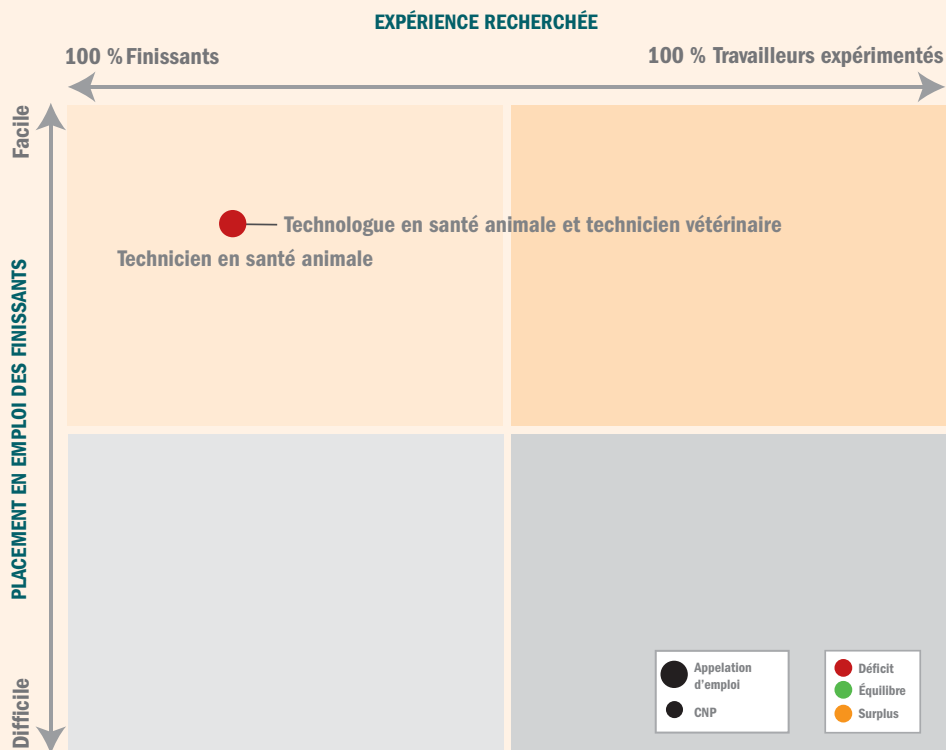 EXPÉRIENCE RECHERCHÉE
100 % Finissants
100 % Travailleurs expérimentés
Facile
PLACEMENT EN EMPLOI DES FINISSANTS
Difficile
Technologue en santé animale et technicien vétérinaire
Technicien en santé animale
Appelation
d'emploi
CNP
Déficit
Équilibre
Surplus